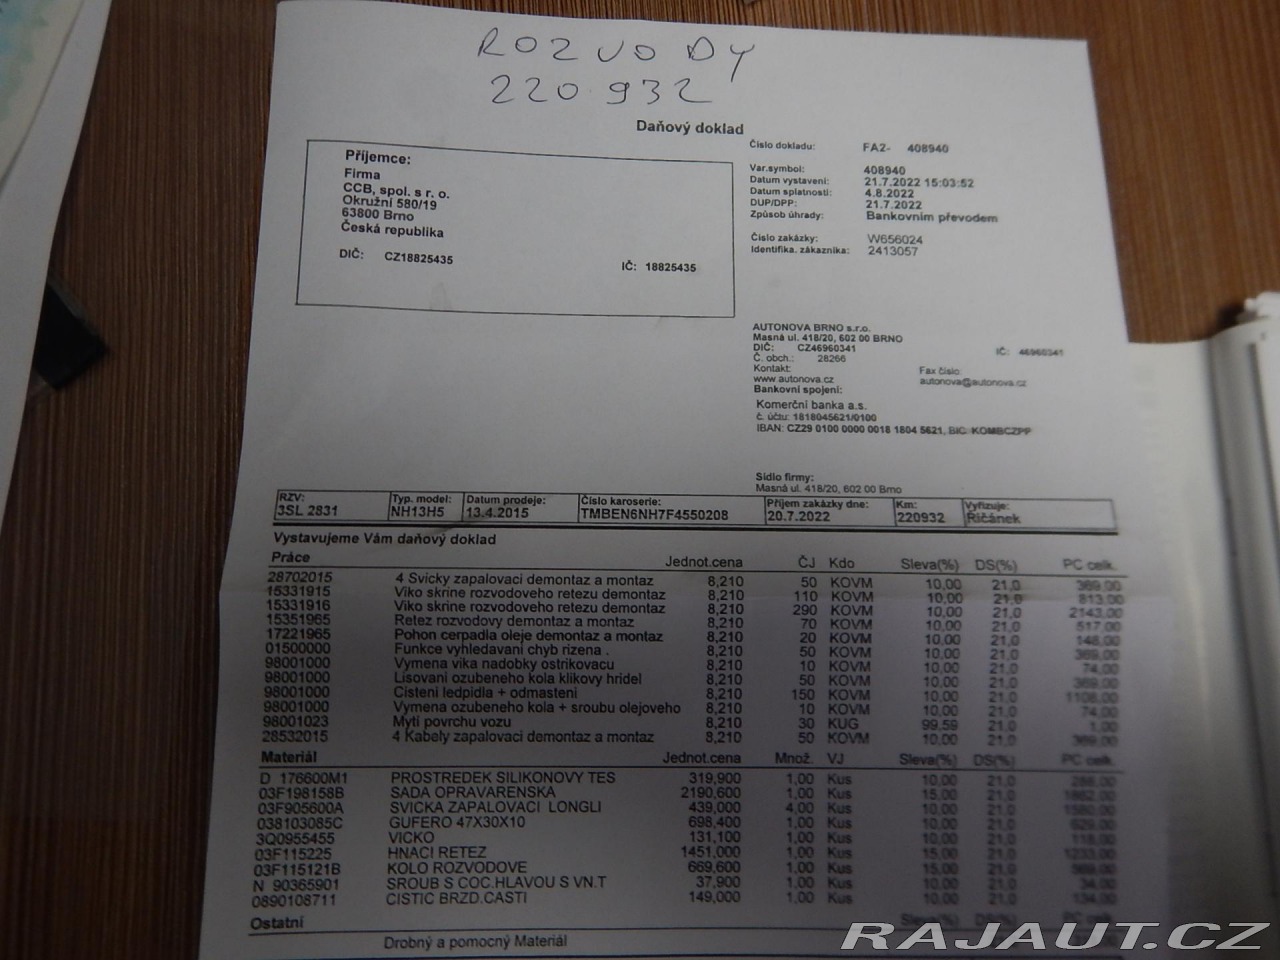 ROZVODY
220 932
Daňový doklad
Příjemce:
Firma
CCB, spol. s r. o.
Okružní 580/19
63800 Brno
Česká republika
DIČ: CZ18825435 IČ: 18825435
Číslo dokladu: FA2- 408940
Var.symbol: 408940
Datum vystavení: 21.7.2022 15:03:52
Datum splatnosti: 4.8.2022
DUP/DPP: 21.7.2022
Způsob úhrady: Bankovním převodem
Číslo zakázky: W656024
Identifika. zákazníka: 2413057
AUTONOVA BRNO s.r.o.
Masná ul. 418/20, 602 00 BRNO
DIČ: CZ46960341 IČ: 46960341
Č. obch.: 28266
Kontakt: Fax číslo:
www.autonova.cz autonova@autonova.cz
Bankovní spojení:
Komerční banka a.s.
č. účtu: 1818045621/0100
IBAN: CZ29 0100 0000 0018 1804 5621, BIC: KOMBCZPP
Sídlo firmy:
Masná ul. 418/20, 602 00 Brno
RZV: Typ. model: Datum prodeje: Číslo karoserie: Příjem zakázky dne: Km: Vyřizuje:
3SL 2831 NH13H5 13.4.2015 TMBEN6NH7F4550208 20.7.2022 220932 Řičánek
Vystavujeme Vám daňový doklad
Práce Jednot.cena ČJ Kdo Sleva(%) DS(%) PC celk.
28702015 4 Svicky zapalovaci demontaz a montaz 8,210 50 KOVM 10,00 21,0 369,00
15331915 Viko skrine rozvodoveho retezu demontaz 8,210 110 KOVM 10,00 21,0 813,00
15331916 Viko skrine rozvodoveho retezu demontaz 8,210 290 KOVM 10,00 21,0 2143,00
15351965 Retez rozvodovy demontaz a montaz 8,210 70 KOVM 10,00 21,0 517,00
17221965 Pohon cerpadla oleje demontaz a montaz 8,210 20 KOVM 10,00 21,0 148,00
01500000 Funkce vyhledavani chyb rizena . 8,210 50 KOVM 10,00 21,0 369,00
98001000 Vymena vika nadobky ostrikovacu 8,210 10 KOVM 10,00 21,0 74,00
98001000 Lisovani ozubeneho kola klikovy hridel 8,210 50 KOVM 10,00 21,0 369,00
98001000 Cisteni ledpidla + odmasteni 8,210 150 KOVM 10,00 21,0 1108,00
98001000 Vymena ozubeneho kola + sroubu olejoveho 8,210 10 KOVM 10,00 21,0 74,00
98001023 Myti povrchu vozu 8,210 30 KUG 99,59 21,0 1,00
28532015 4 Kabely zapalovaci demontaz a montaz 8,210 50 KOVM 10,00 21,0 369,00
Materiál Jednot.cena Množ. VJ Sleva(%) DS(%) PC celk.
D 176600M1 PROSTREDEK SILIKONOVY TES 319,900 1,00 Kus 10,00 21,0
03F198158B SADA OPRAVARENSKA 2190,600 1,00 Kus 15,00 21,0
03F905600A SVICKA ZAPALOVACI LONGLI 439,000 4,00 Kus 10,00 21,0
038103085C GUFERO 47X30X10 698,400 1,00 Kus 10,00 21,0
3Q0955455 VICKO 131,100 1,00 Kus 10,00 21,0
03F115225 HNACI RETEZ 1451,000 1,00 Kus 15,00 21,0
03F115121B KOLO ROZVODOVE 669,600 1,00 Kus 15,00 21,0
N 90365901 SROUB S COC.HLAVOU S VN.T 37,900 1,00 Kus 10,00 21,0
0890108711 CISTIC BRZD.CASTI 149,000 1,00 Kus 10,00 21,0
Ostatní Sleva(%) DS(%) PC celk.
Drobný a pomocný Materiál
RAJAUT.CZ